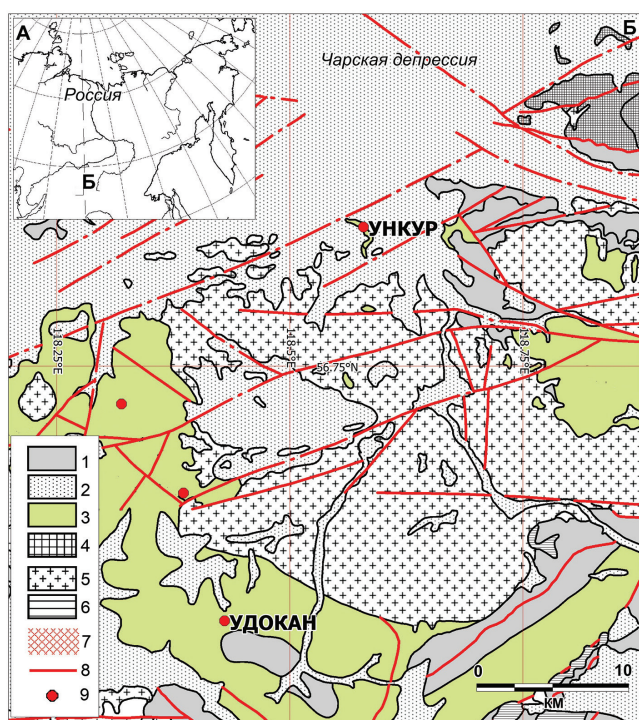 А
Россия
Б
Б
Чарская депрессия
УНКУР
118.25°E
118.5°E
118.75°E
56.75°N
УДОКАН
1
2
3
4
5
6
7
8
9
0 10
КМ